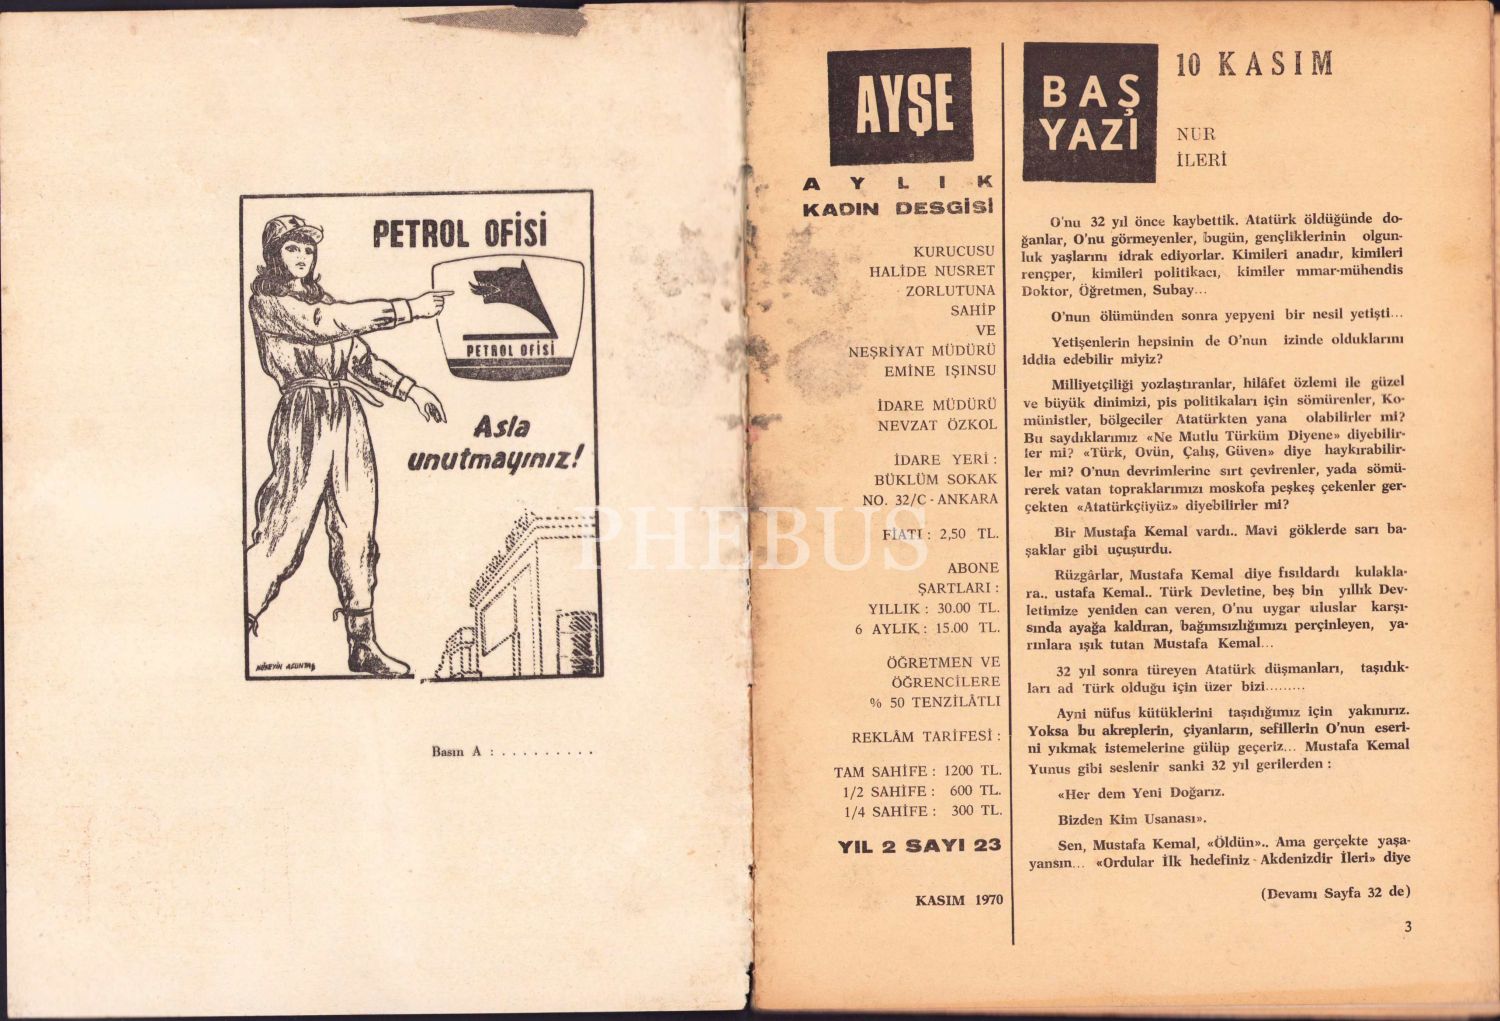 PETROL OFİSİ
PETROL OFİSİ
Asla
unutmayınız!
HÜSEYİN
Basın A : . . . . . . . . . .
PHEBUS
AYŞE
AYLIK
KADIN DESGİSİ
KURUCUSU
HALİDE NUSRET
ZORLUTUNA
SAHİP
VE
NEŞRİYAT MÜDÜRÜ
EMİNE IŞINSU
İDARE MÜDÜRÜ
NEVZAT ÖZKOL
İDARE YERİ :
BÜKLÜM SOKAK
NO. 32/C - ANKARA
FİATI : 2,50 TL.
ABONE
ŞARTLARI :
YILLIK : 30.00 TL.
6 AYLIK : 15.00 TL.
ÖĞRETMEN VE
ÖĞRENCİLERE
% 50 TENZİLÂTLI
REKLÂM TARİFESİ :
TAM SAHİFE : 1200 TL.
1/2 SAHİFE : 600 TL.
1/4 SAHİFE : 300 TL.
YIL 2 SAYI 23
KASIM 1970
BAŞ
YAZİ
10 KASIM
NUR
İLERİ
O'nu 32 yıl önce kaybettik. Atatürk öldüğünde do-
ğanlar, O'nu görmeyenler, bugün, gençliklerinin olgun-
luk yaşlarını idrak ediyorlar. Kimileri anadır, kimileri
rençper, kimileri politikacı, kimiler mmar-mühendis
Doktor, Öğretmen, Subay...
O'nun ölümünden sonra yepyeni bir nesil yetişti...
Yetişenlerin hepsinin de O'nun izinde olduklarını
iddia edebilir miyiz?
Milliyetçiliği yozlaştıranlar, hilâfet özlemi ile güzel
ve büyük dinimizi, pis politikaları için sömürenler, Ko-
münistler, bölgeciler Atatürkten yana olabilirler mi?
Bu saydıklarımız «Ne Mutlu Türküm Diyene» diyebilir-
ler mi? «Türk, Ovün, Çalış, Güven» diye haykırabilir-
ler mi? O'nun devrimlerine sırt çevirenler, yada sömü-
rerek vatan topraklarımızı moskofa peşkeş çekenler ger-
çekten «Atatürkçüyüz» diyebilirler mi?
Bir Mustafa Kemal vardı.. Mavi göklerde sarı ba-
şaklar gibi uçuşurdu.
Rüzgârlar, Mustafa Kemal diye fısıldardı kulakla-
ra.. ustafa Kemal.. Türk Devletine, beş bin yıllık Dev-
letimize yeniden can veren, O'nu uygar uluslar karşı-
sında ayağa kaldıran, bağımsızlığımızı perçinleyen, ya-
rınlara ışık tutan Mustafa Kemal...
32 yıl sonra türeyen Atatürk düşmanları, taşıdık-
ları ad Türk olduğu için üzer bizi.........
Ayni nüfus kütüklerini taşıdığımız için yakınırız.
Yoksa bu akreplerin, çiyanların, sefillerin O'nun eseri-
ni yıkmak istemelerine gülüp geçeriz... Mustafa Kemal
Yunus gibi seslenir sanki 32 yıl gerilerden :
«Her dem Yeni Doğarız.
Bizden Kim Usanası».
Sen, Mustafa Kemal, «Öldün».. Ama gerçekte yaşa-
yansın... «Ordular İlk hedefiniz - Akdenizdir İleri» diye
(Devamı Sayfa 32 de)
3